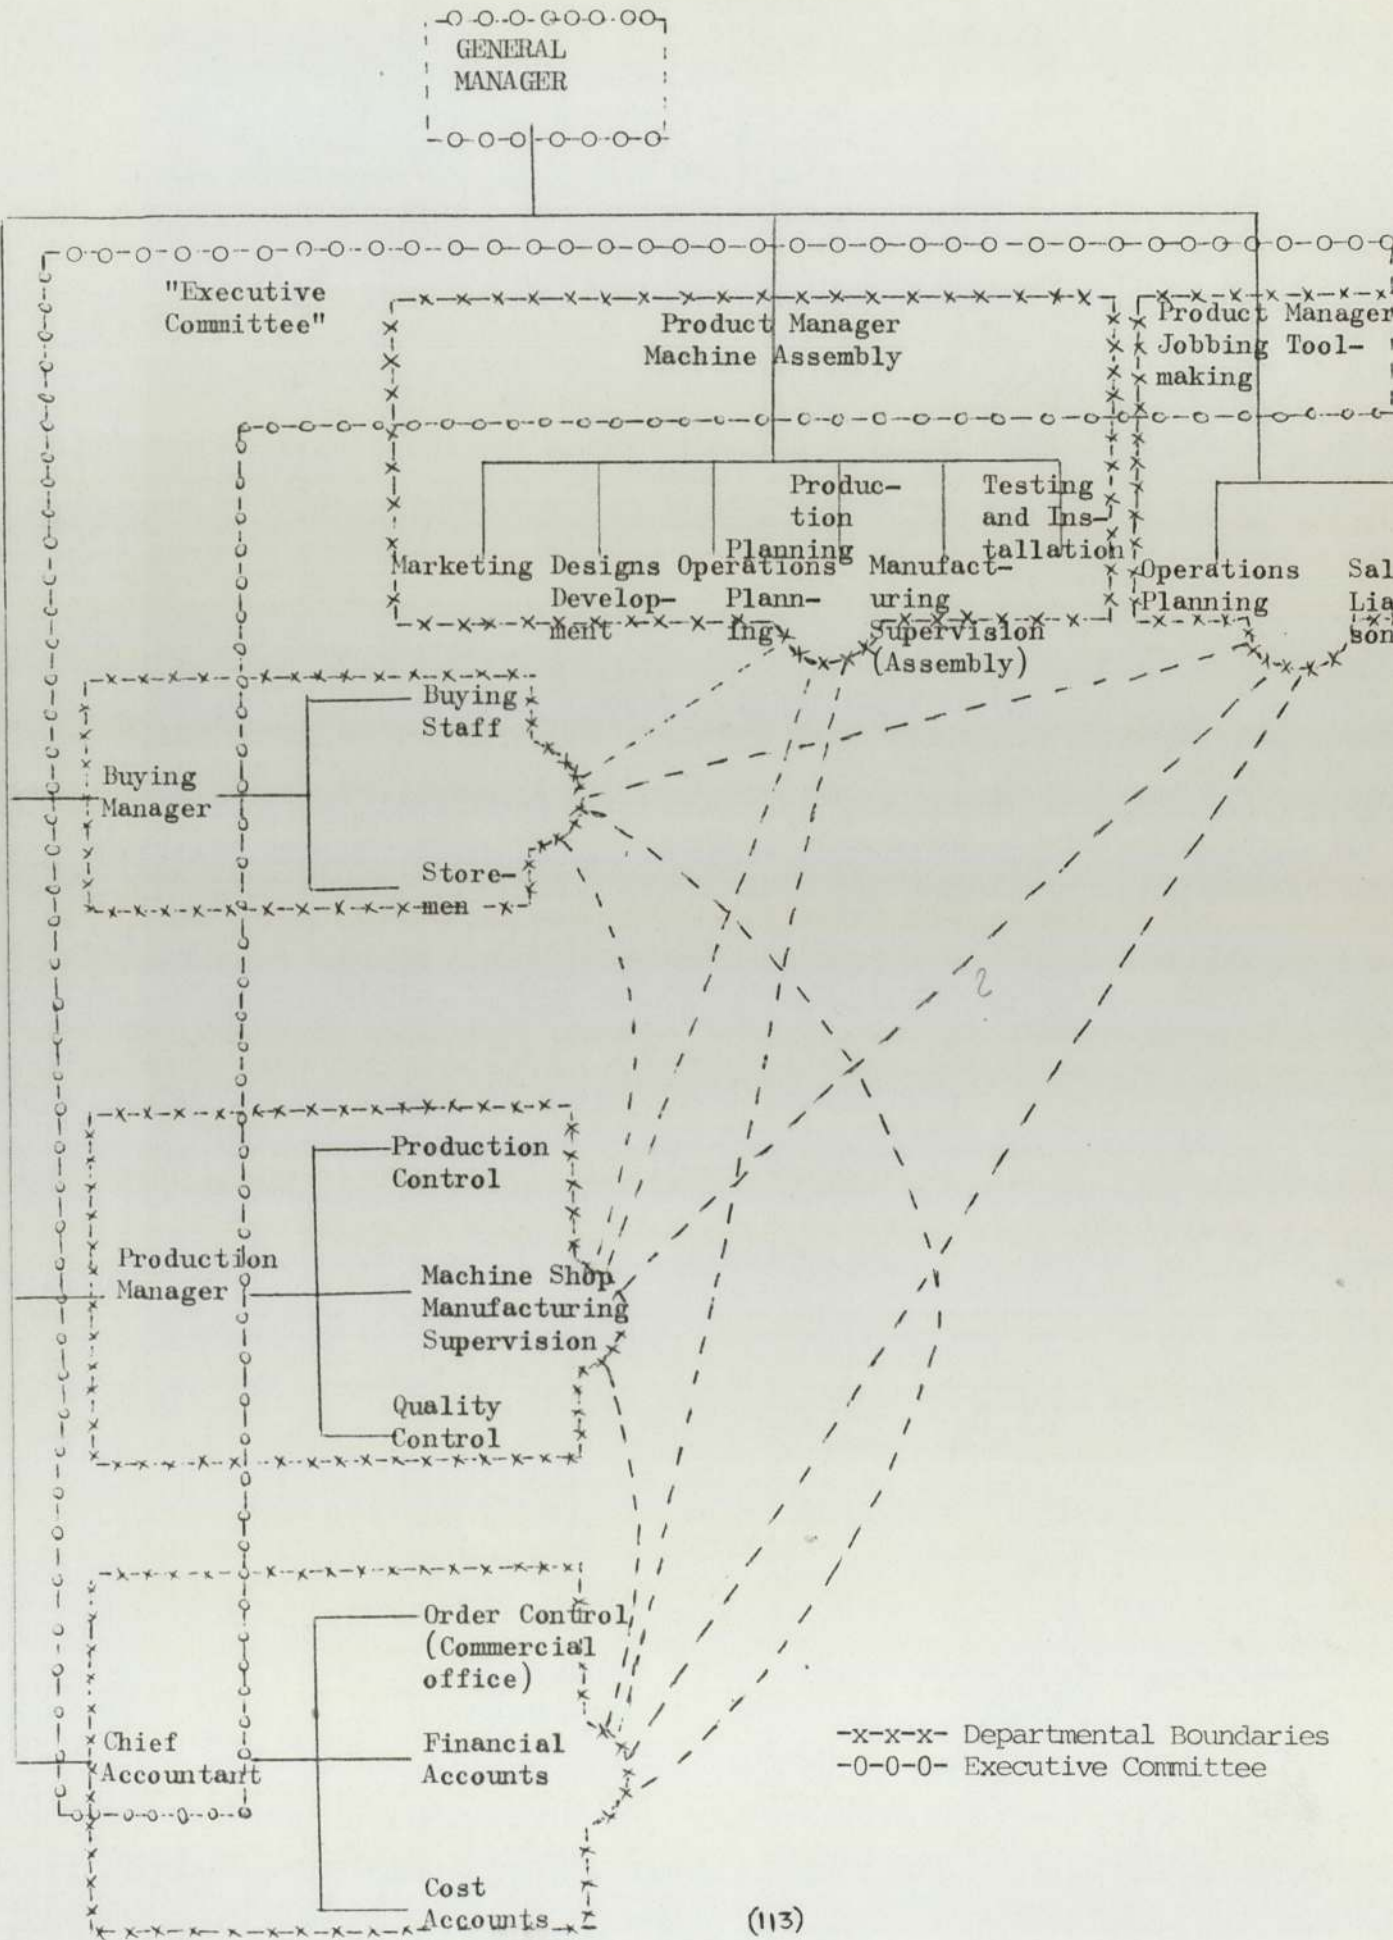 GENERAL
MANAGER
"Executive
Committee"
Product Manager
Machine Assembly
Product Manager
Jobbing Tool-
making
Marketing
Designs
Develop-
ment
Operations
Plann-
ing
Produc-
tion
Planning
Manufact-
uring
Supervision
(Assembly)
Testing
and Ins-
tallation
Operations
Planning
Sal
Lia
son
Buying
Manager
Buying
Staff
Store-
men
Production
Manager
Production
Control
Machine Shop
Manufacturing
Supervision
Quality
Control
Chief
Accountant
Order Control
(Commercial
office)
Financial
Accounts
Cost
Accounts
-x-x-x- Departmental Boundaries
-0-0-0- Executive Committee
(113)